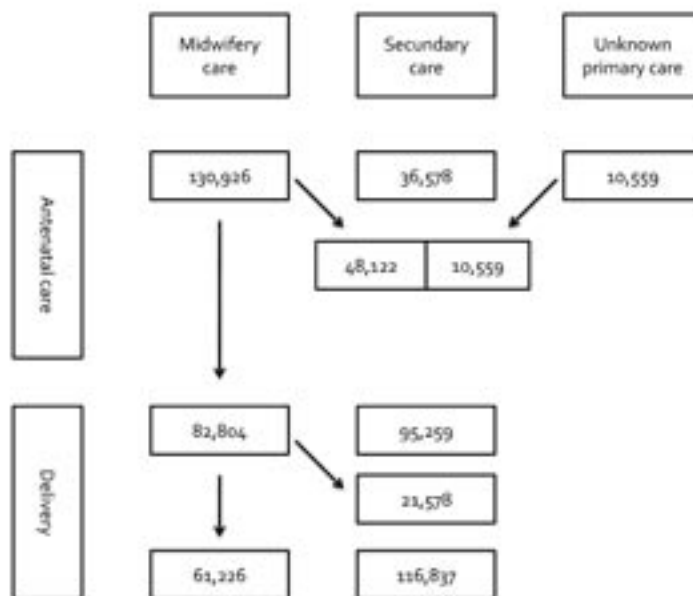 Midwifery
care
Secundary
care
Unknown
primary care
Antenatal care
130,926
36,578
10,559
48,122
10,559
Delivery
82,804
95,259
21,578
61,226
116,837